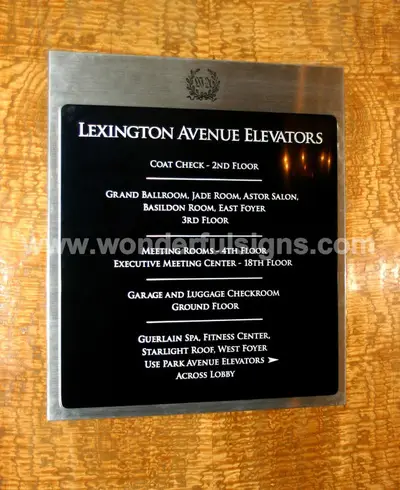 LEXINGTON AVENUE ELEVATORS
COAT CHECK - 2ND FLOOR
GRAND BALLROOM, JADE ROOM, ASTOR SALON,
BASILDON ROOM, EAST FOYER
3RD FLOOR
www.wonderfulsigns.com
MEETING ROOMS - 4TH FLOOR
EXECUTIVE MEETING CENTER - 18TH FLOOR
GARAGE AND LUGGAGE CHECKROOM
GROUND FLOOR
GUERLAIN SPA, FITNESS CENTER,
STARLIGHT ROOF, WEST FOYER
USE PARK AVENUE ELEVATORS ➤
ACROSS LOBBY